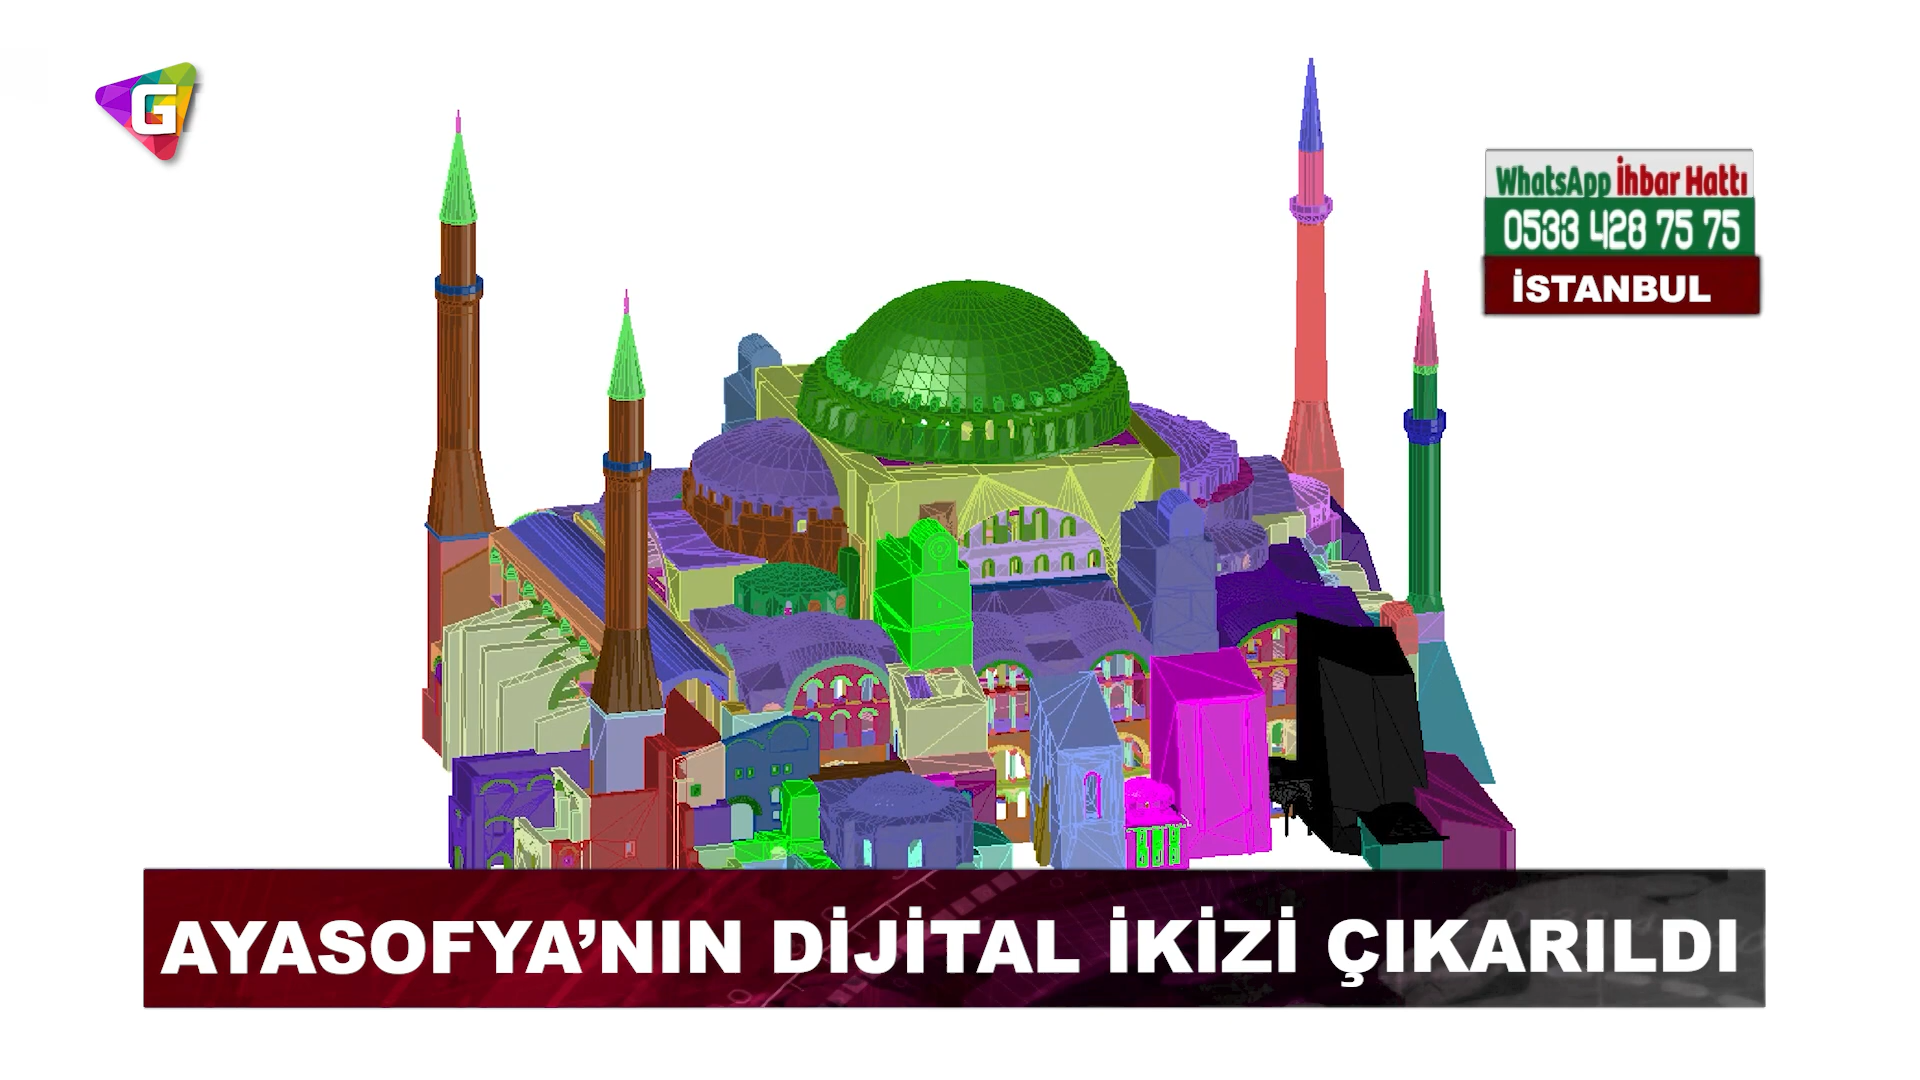 G
WhatsApp İhbar Hattı
0533 428 75 75
İSTANBUL
AYASOFYA’NIN DİJİTAL İKİZİ ÇIKARILDI